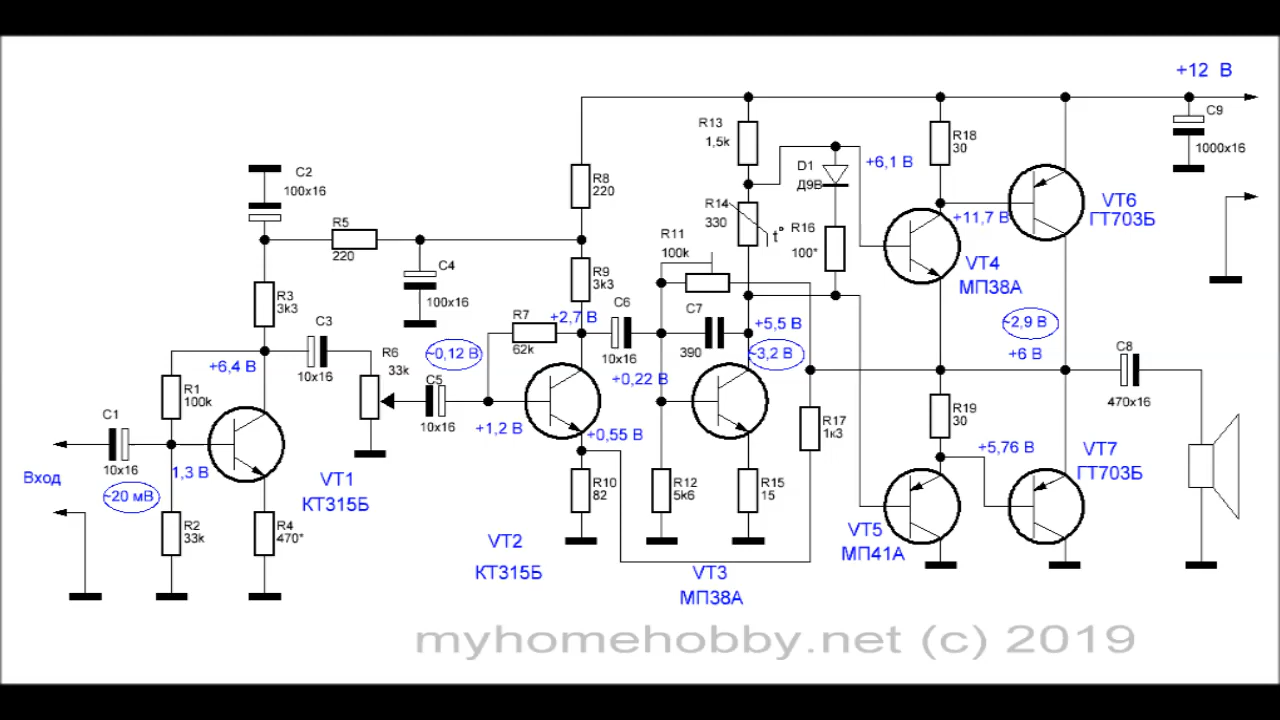 +12 В
C9
1000x16
R13
1,5k
R18
30
D1
Д9В
+6,1 В
C2
100x16
R8
220
VT6
ГТ703Б
R14
330
t°
R16
100*
+11,7 В
R5
220
R11
100k
VT4
МП38А
C4
100x16
R9
3k3
R3
3k3
C6
10x16
C7
390
+5,5 В
~3,2 В
~2,9 В
+6 В
C3
10x16
R7
62k
+2,7 В
~0,12 В
R6
33k
+6,4 В
+0,22 В
C8
470x16
R1
100k
C5
10x16
+1,2 В
+0,55 В
R17
1к3
R19
30
C1
10x16
1,3 В
Вход
~20 мВ
VT1
КТ315Б
R10
82
R12
5k6
R15
15
+5,76 В
VT7
ГТ703Б
R2
33k
R4
470*
VT5
МП41А
VT2
КТ315Б
VT3
МП38А
myhomehobby.net (c) 2019